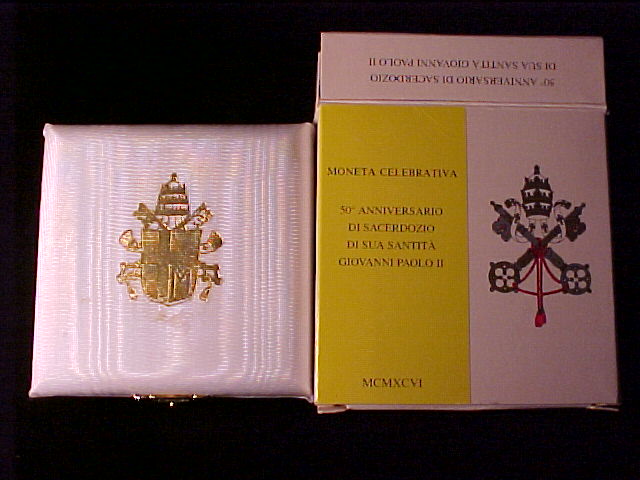 50° ANNIVERSARIO DI SACERDOZIO
DI SUA SANTITÀ GIOVANNI PAOLO II
MONETA CELEBRATIVA
50° ANNIVERSARIO
DI SACERDOZIO
DI SUA SANTITÀ
GIOVANNI PAOLO II
MCMXCVI
M